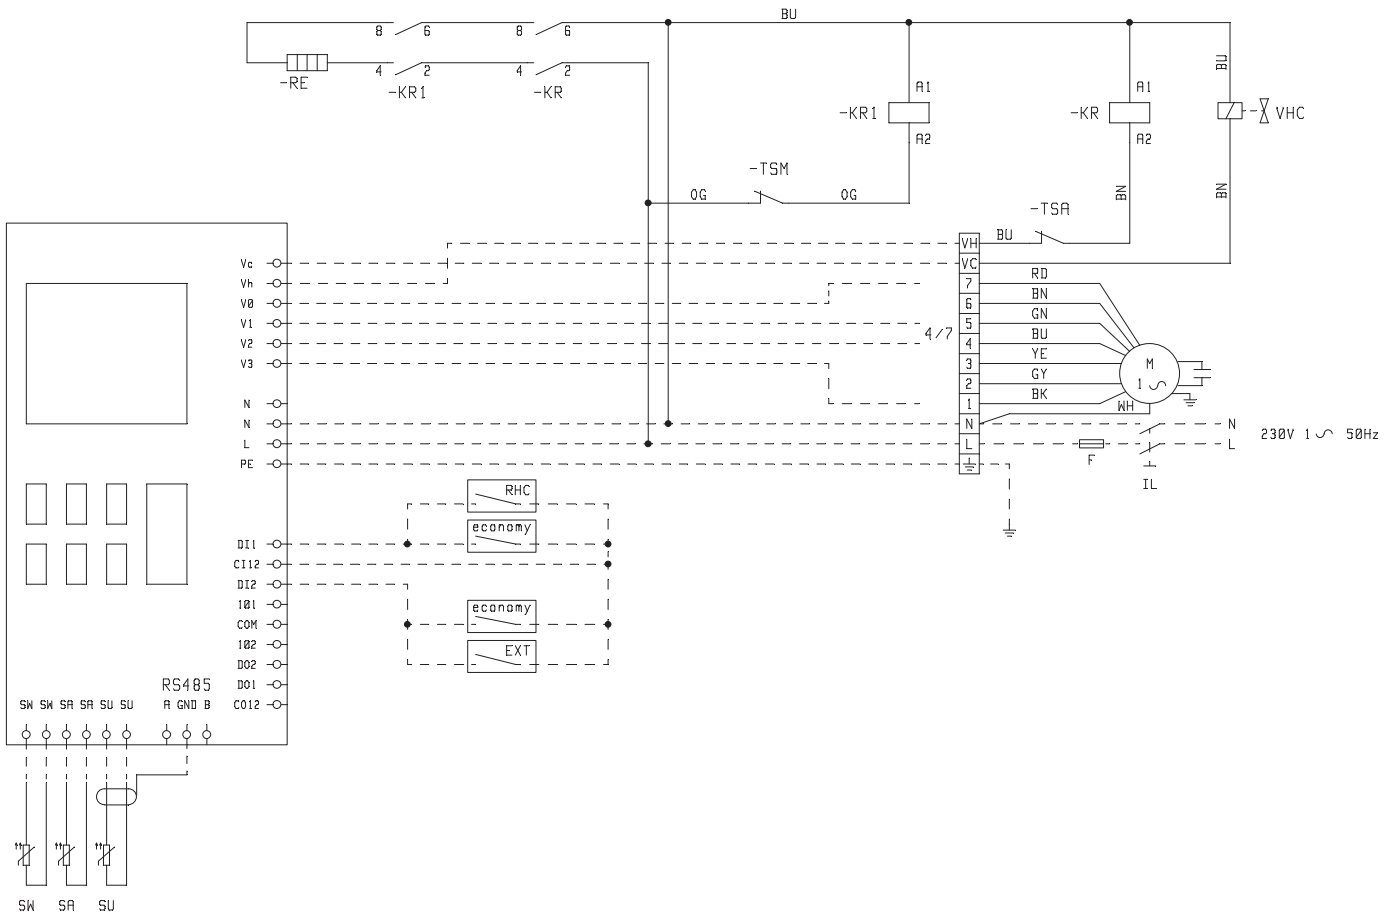 BU
8 6 8 6
4 2 4 2
-RE
-KR1 -KR
BU
A1 A1
-KR1 -KR VHC
A2 A2
-TSM
OG OG
BN BN
-TSA
BU
VH
Vc VC
RD
Vh 7
BN
V0 6
GN
V1 5
4/7
BU
V2 4
YE
V3 3
M
1
GY
2
BK
N 1
WH
N N N
230V 1 50Hz
L L L
F
PE
IL
RHC
economy
DI1
CI12
DI2
101
economy
COM
102
EXT
DO2
RS485
DO1
SW SW SA SA SU SU A GND B CO12
SW SA SU